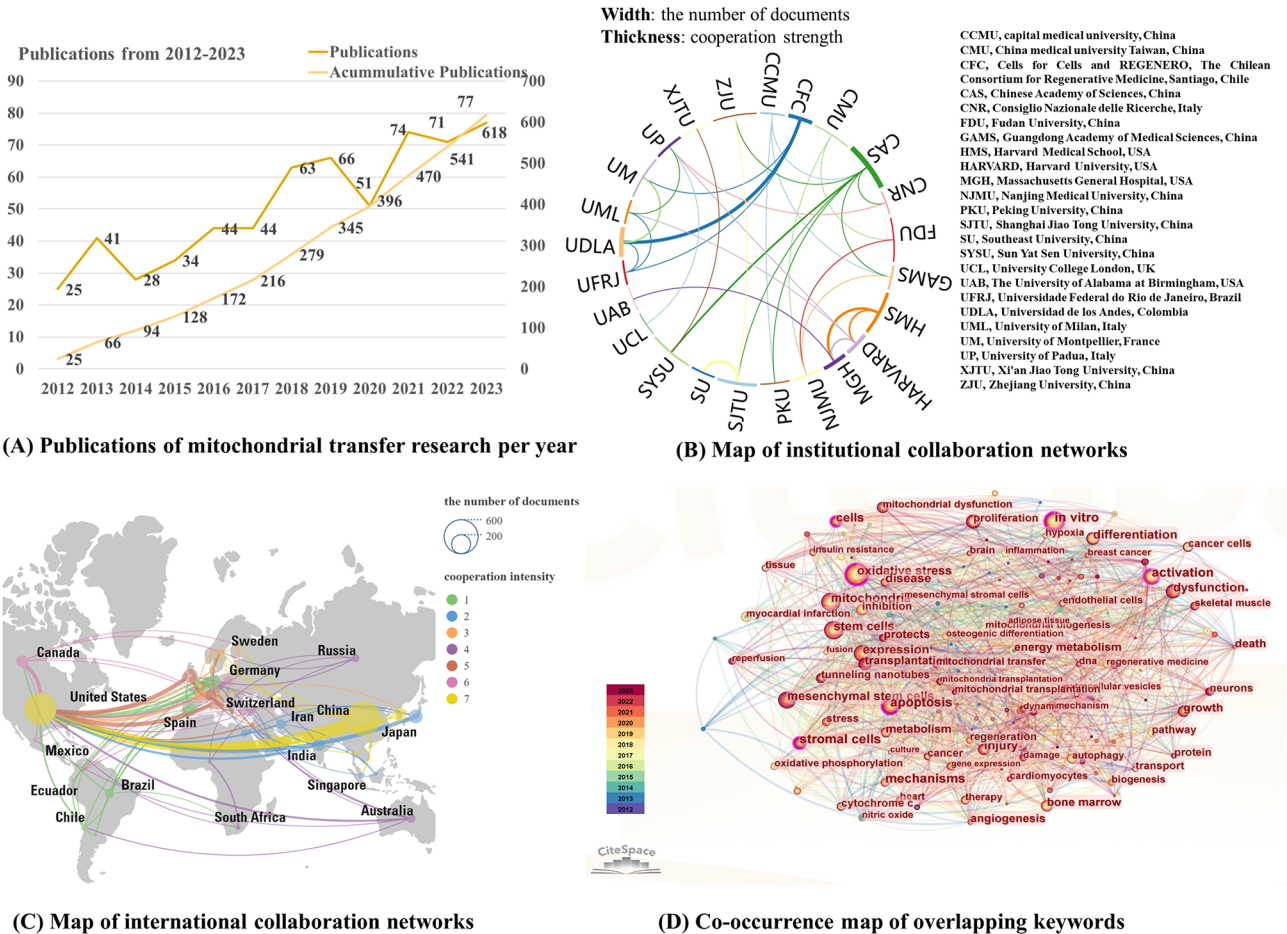 Publications from 2012-2023
Publications
Acummulative Publications
90
80
70
60
50
40
30
20
10
0
700
600
500
400
300
200
100
0
25
41
28
34
44
44
63
66
51
74
71
77
25
66
94
128
172
216
279
345
396
470
541
618
2012 2013 2014 2015 2016 2017 2018 2019 2020 2021 2022 2023
(A) Publications of mitochondrial transfer research per year
Width: the number of documents
Thickness: cooperation strength
CCMU
CFC
CMU
CAS
CNR
FDU
GAMS
HMS
HARVARD
MGH
NJMU
PKU
SJTU
SU
SYSU
UCL
UAB
UFRJ
UDLA
UML
UM
UP
XJTU
ZJU
CCMU, capital medical university, China
CMU, China medical university Taiwan, China
CFC, Cells for Cells and REGENERO, The Chilean
Consortium for Regenerative Medicine, Santiago, Chile
CAS, Chinese Academy of Sciences, China
CNR, Consiglio Nazionale delle Ricerche, Italy
FDU, Fudan University, China
GAMS, Guangdong Academy of Medical Sciences, China
HMS, Harvard Medical School, USA
HARVARD, Harvard University, USA
MGH, Massachusetts General Hospital, USA
NJMU, Nanjing Medical University, China
PKU, Peking University, China
SJTU, Shanghai Jiao Tong University, China
SU, Southeast University, China
SYSU, Sun Yat Sen University, China
UCL, University College London, UK
UAB, The University of Alabama at Birmingham, USA
UFRJ, Universidade Federal do Rio de Janeiro, Brazil
UDLA, Universidad de los Andes, Colombia
UML, University of Milan, Italy
UM, University of Montpellier, France
UP, University of Padua, Italy
XJTU, Xi'an Jiao Tong University, China
ZJU, Zhejiang University, China
(B) Map of institutional collaboration networks
the number of documents
600
200
cooperation intensity
1
2
3
4
5
6
7
Canada
Sweden
Russia
Germany
United States
Switzerland
China
Spain
Iran
Japan
Mexico
India
Ecuador
Brazil
Singapore
Chile
South Africa
Australia
(C) Map of international collaboration networks
mitochondrial dysfunction
cells
proliferation
in vitro
hypoxia
differentiation
insulin resistance
brain
inflammation
breast cancer
cancer cells
tissue
oxidative stress
disease
activation
dysfunction.
mitochondria
mesenchymal stromal cells
endothelial cells
skeletal muscle
myocardial infarction
inhibition
adipose tissue
mitochondrial biogenesis
stem cells
protects
osteogenic differentiation
death
fusion
expression
energy metabolism
reperfusion
transplantation
mitochondrial transfer
dna
regenerative medicine
tunneling nanotubes
mitochondrial transplantation
mesenchymal stem cells
mitochondrial transplantation
neurons
apoptosis
mechanism
growth
stress
metabolism
regeneration
pathway
stromal cells
culture
cancer
injury
damage
autophagy
protein
oxidative phosphorylation
gene expression
transport
mechanisms
cardiomyocytes
biogenesis
cytochrome c
heart
therapy
bone marrow
nitric oxide
angiogenesis
2023
2022
2021
2020
2019
2018
2017
2016
2015
2014
2013
2012
CiteSpace
(D) Co-occurrence map of overlapping keywords